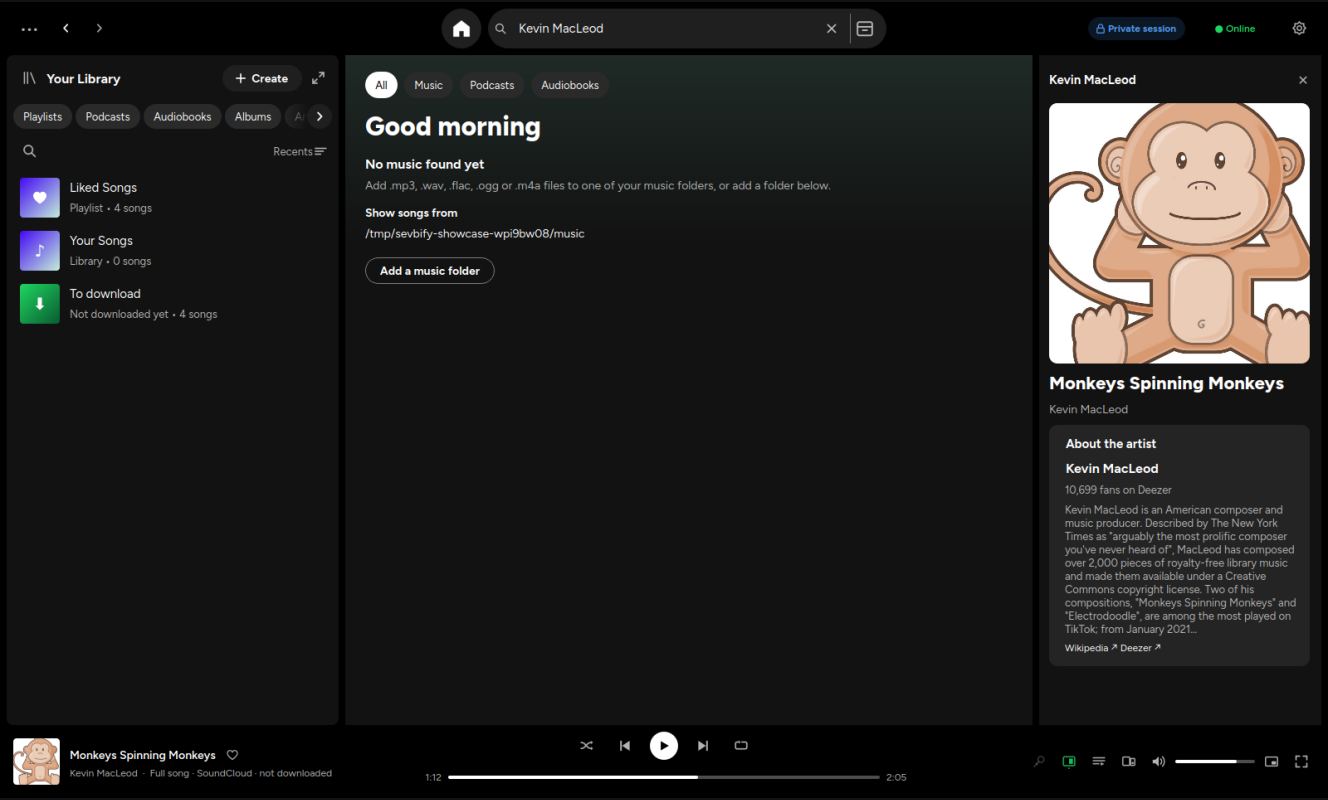 Kevin MacLeod
Private session
Online
Your Library
+ Create
Playlists
Podcasts
Audiobooks
Albums
Recents
Liked Songs
Playlist • 4 songs
Your Songs
Library • 0 songs
To download
Not downloaded yet • 4 songs
All
Music
Podcasts
Audiobooks
Good morning
No music found yet
Add .mp3, .wav, .flac, .ogg or .m4a files to one of your music folders, or add a folder below.
Show songs from
/tmp/sevbify-showcase-wpi9bw08/music
Add a music folder
Kevin MacLeod
Monkeys Spinning Monkeys
Kevin MacLeod
About the artist
Kevin MacLeod
10,699 fans on Deezer
Kevin MacLeod is an American composer and
music producer. Described by The New York
Times as "arguably the most prolific composer
you've never heard of", MacLeod has composed
over 2,000 pieces of royalty-free library music
and made them available under a Creative
Commons copyright license. Two of his
compositions, "Monkeys Spinning Monkeys" and
"Electrodoodle", are among the most played on
TikTok; from January 2021...
Wikipedia ↗ Deezer ↗
Monkeys Spinning Monkeys
Kevin MacLeod · Full song · SoundCloud · not downloaded
1:12
2:05